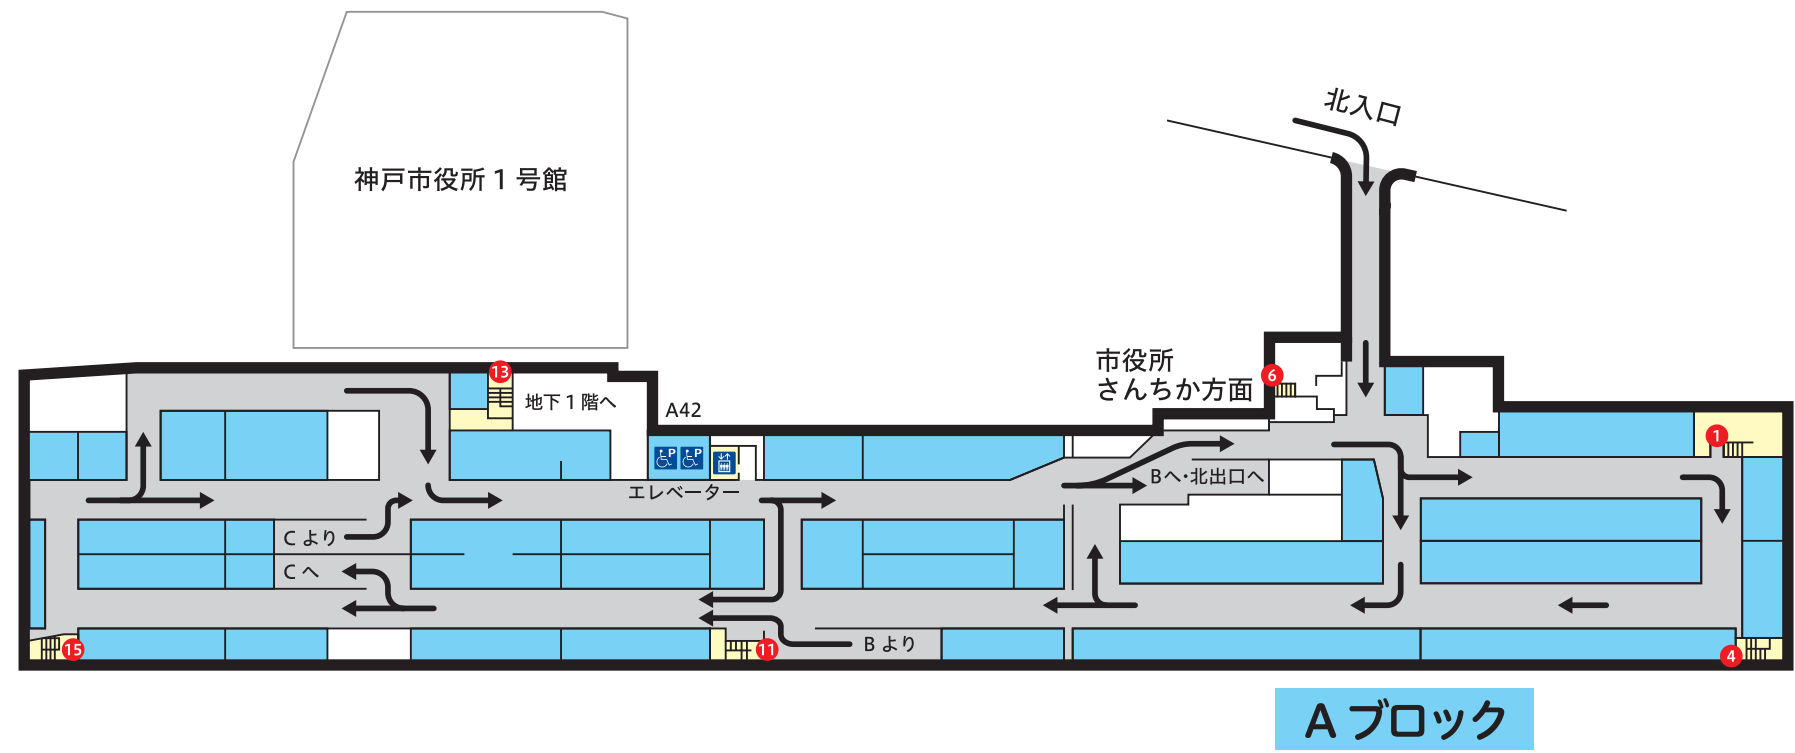 北入口
神戸市役所1号館
市役所
さんちか方面
6
13
地下1階へ
A42
1
P
P
エレベーター
Bへ・北出口へ
Cより
Cへ
15
11
Bより
4
Aブロック